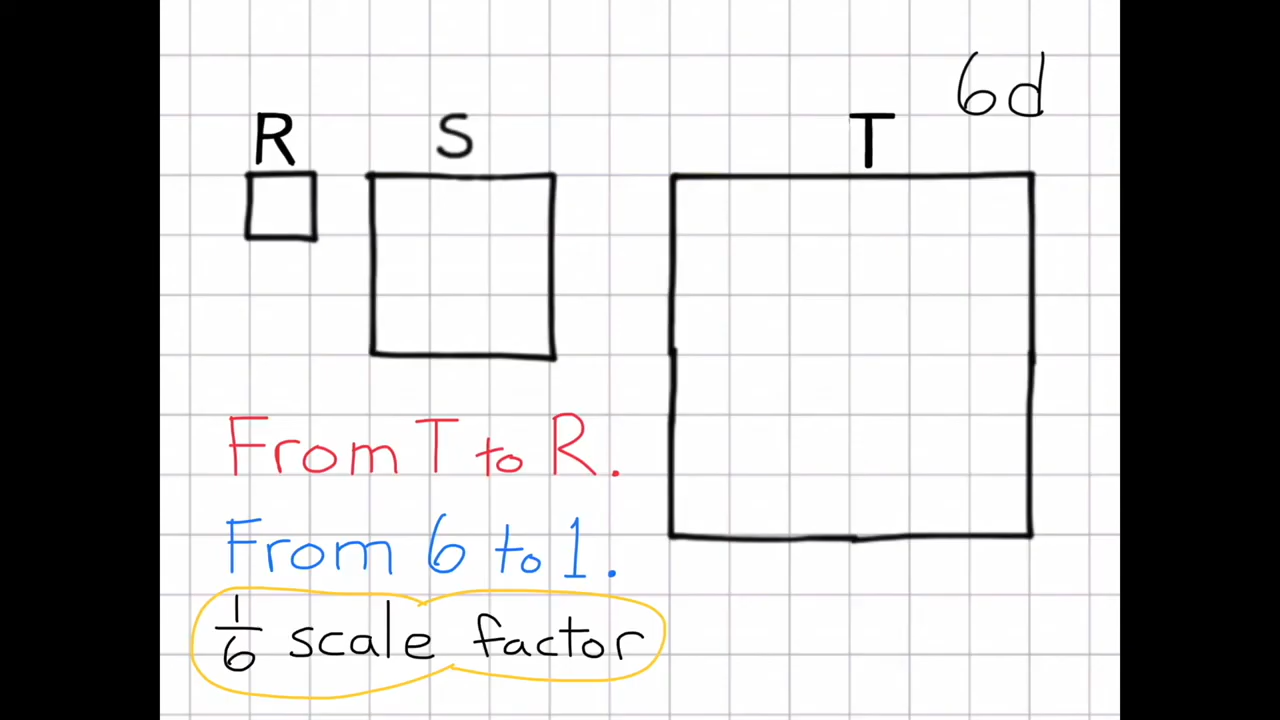 6d
R S T
From T to R.
From 6 to 1.
1/6 scale factor